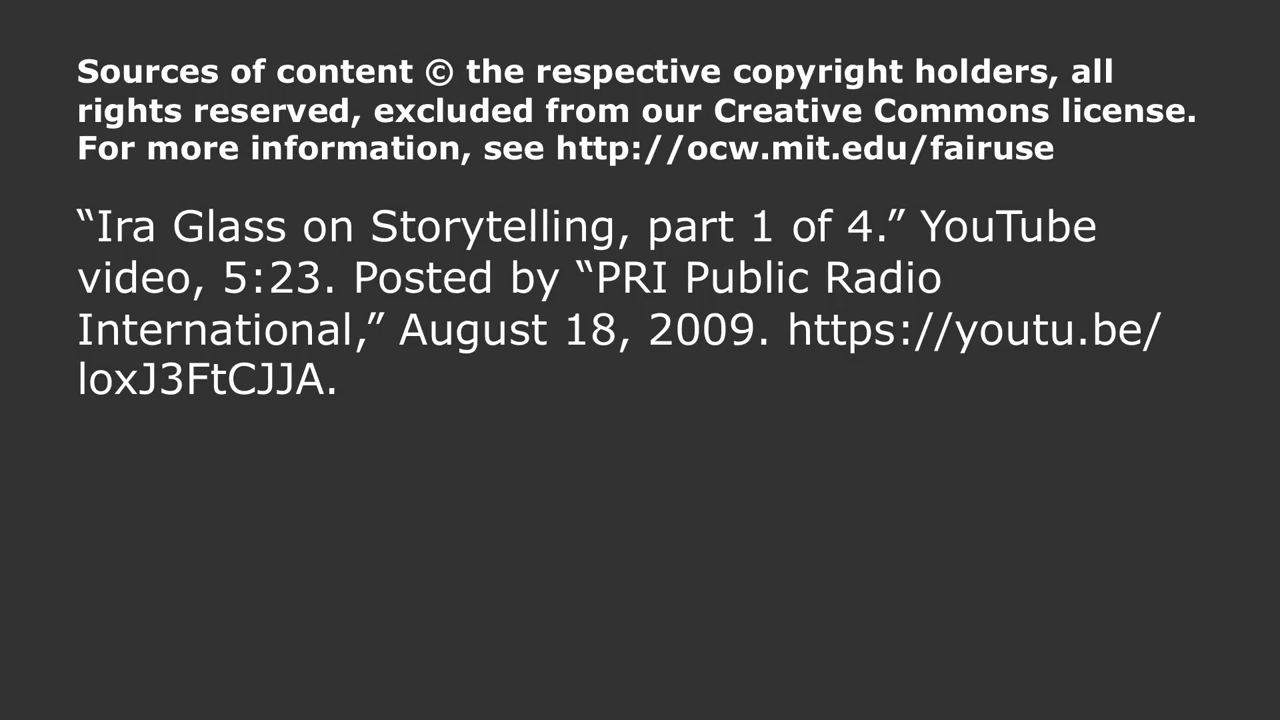 Sources of content © the respective copyright holders, all
rights reserved, excluded from our Creative Commons license.
For more information, see http://ocw.mit.edu/fairuse
“Ira Glass on Storytelling, part 1 of 4.” YouTube
video, 5:23. Posted by “PRI Public Radio
International,” August 18, 2009. https://youtu.be/
loxJ3FtCJJA.